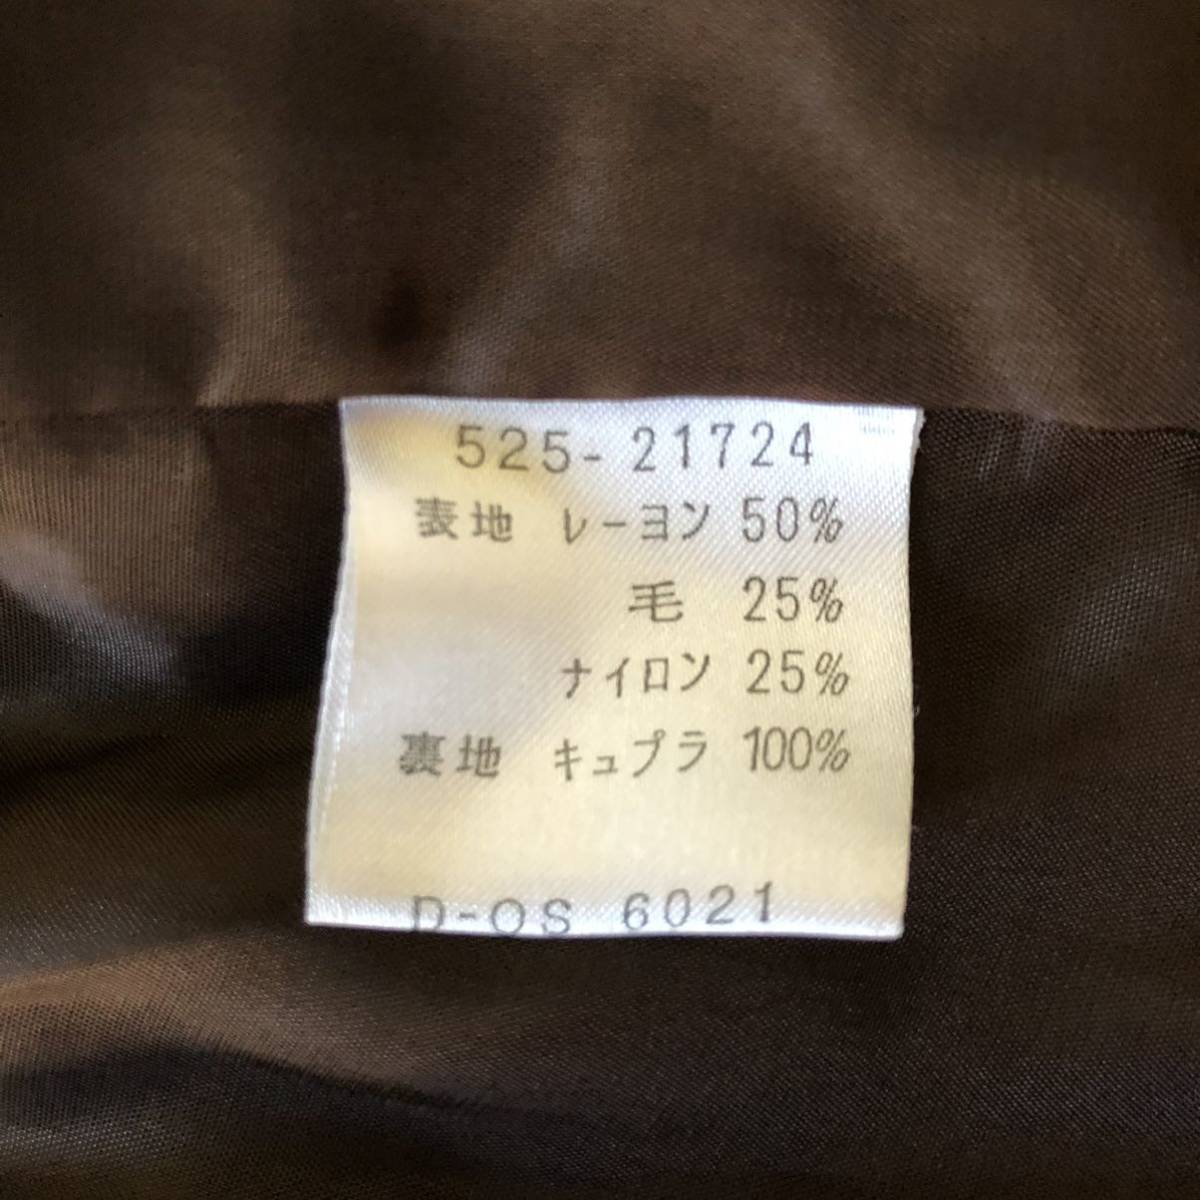 525-21724
表地 レーヨン 50%
毛 25%
ナイロン 25%
裏地 キュプラ 100%
D-OS 6021